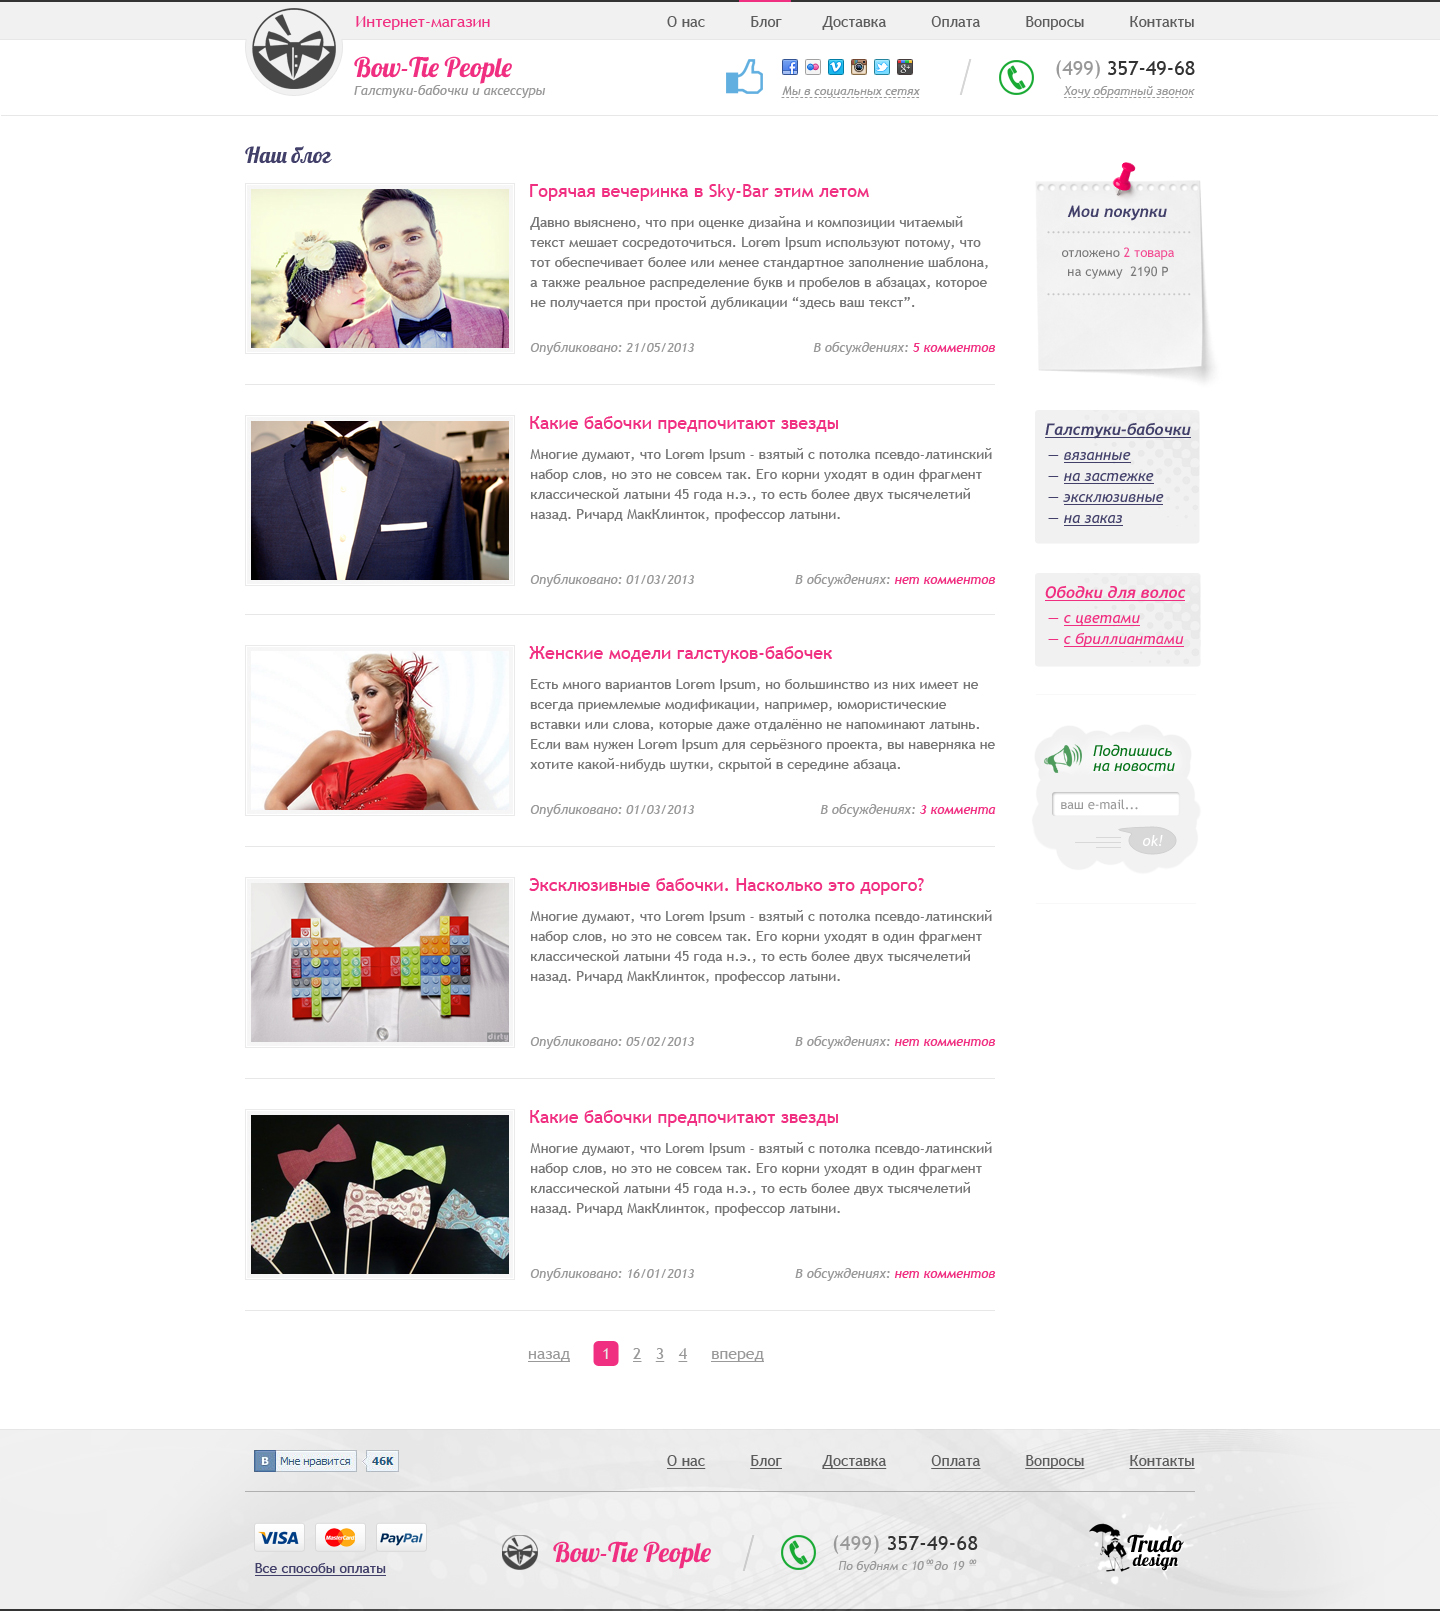 Интернет-магазин
О нас Блог Доставка Оплата Вопросы Контакты
Bow-Tie People
Галстуки-бабочки и аксессуры
Мы в социальных сетях
(499) 357-49-68
Хочу обратный звонок
Наш блог
Горячая вечеринка в Sky-Bar этим летом
Давно выяснено, что при оценке дизайна и композиции читаемый
текст мешает сосредоточиться. Lorem Ipsum используют потому, что
тот обеспечивает более или менее стандартное заполнение шаблона,
а также реальное распределение букв и пробелов в абзацах, которое
не получается при простой дубликации “здесь ваш текст”.
Опубликовано: 21/05/2013 В обсуждениях: 5 комментов
Какие бабочки предпочитают звезды
Многие думают, что Lorem Ipsum - взятый с потолка псевдо-латинский
набор слов, но это не совсем так. Его корни уходят в один фрагмент
классической латыни 45 года н.э., то есть более двух тысячелетий
назад. Ричард МакКлинток, профессор латыни.
Опубликовано: 01/03/2013 В обсуждениях: нет комментов
Женские модели галстуков-бабочек
Есть много вариантов Lorem Ipsum, но большинство из них имеет не
всегда приемлемые модификации, например, юмористические
вставки или слова, которые даже отдалённо не напоминают латынь.
Если вам нужен Lorem Ipsum для серьёзного проекта, вы наверняка не
хотите какой-нибудь шутки, скрытой в середине абзаца.
Опубликовано: 01/03/2013 В обсуждениях: 3 коммента
Эксклюзивные бабочки. Насколько это дорого?
Многие думают, что Lorem Ipsum - взятый с потолка псевдо-латинский
набор слов, но это не совсем так. Его корни уходят в один фрагмент
классической латыни 45 года н.э., то есть более двух тысячелетий
назад. Ричард МакКлинток, профессор латыни.
dirty
Опубликовано: 05/02/2013 В обсуждениях: нет комментов
Какие бабочки предпочитают звезды
Многие думают, что Lorem Ipsum - взятый с потолка псевдо-латинский
набор слов, но это не совсем так. Его корни уходят в один фрагмент
классической латыни 45 года н.э., то есть более двух тысячелетий
назад. Ричард МакКлинток, профессор латыни.
Опубликовано: 16/01/2013 В обсуждениях: нет комментов
назад 1 2 3 4 вперед
Мои покупки
отложено 2 товара
на сумму 2190 Р
Галстуки-бабочки
— вязанные
— на застежке
— эксклюзивные
— на заказ
Ободки для волос
— с цветами
— с бриллиантами
Подпишись
на новости
ваш e-mail...
ok!
В Мне нравится 46K
О нас Блог Доставка Оплата Вопросы Контакты
VISA MasterCard PayPal
Все способы оплаты
Bow-Tie People
(499) 357-49-68
По будням с 10 00 до 19 00
Trudo
design